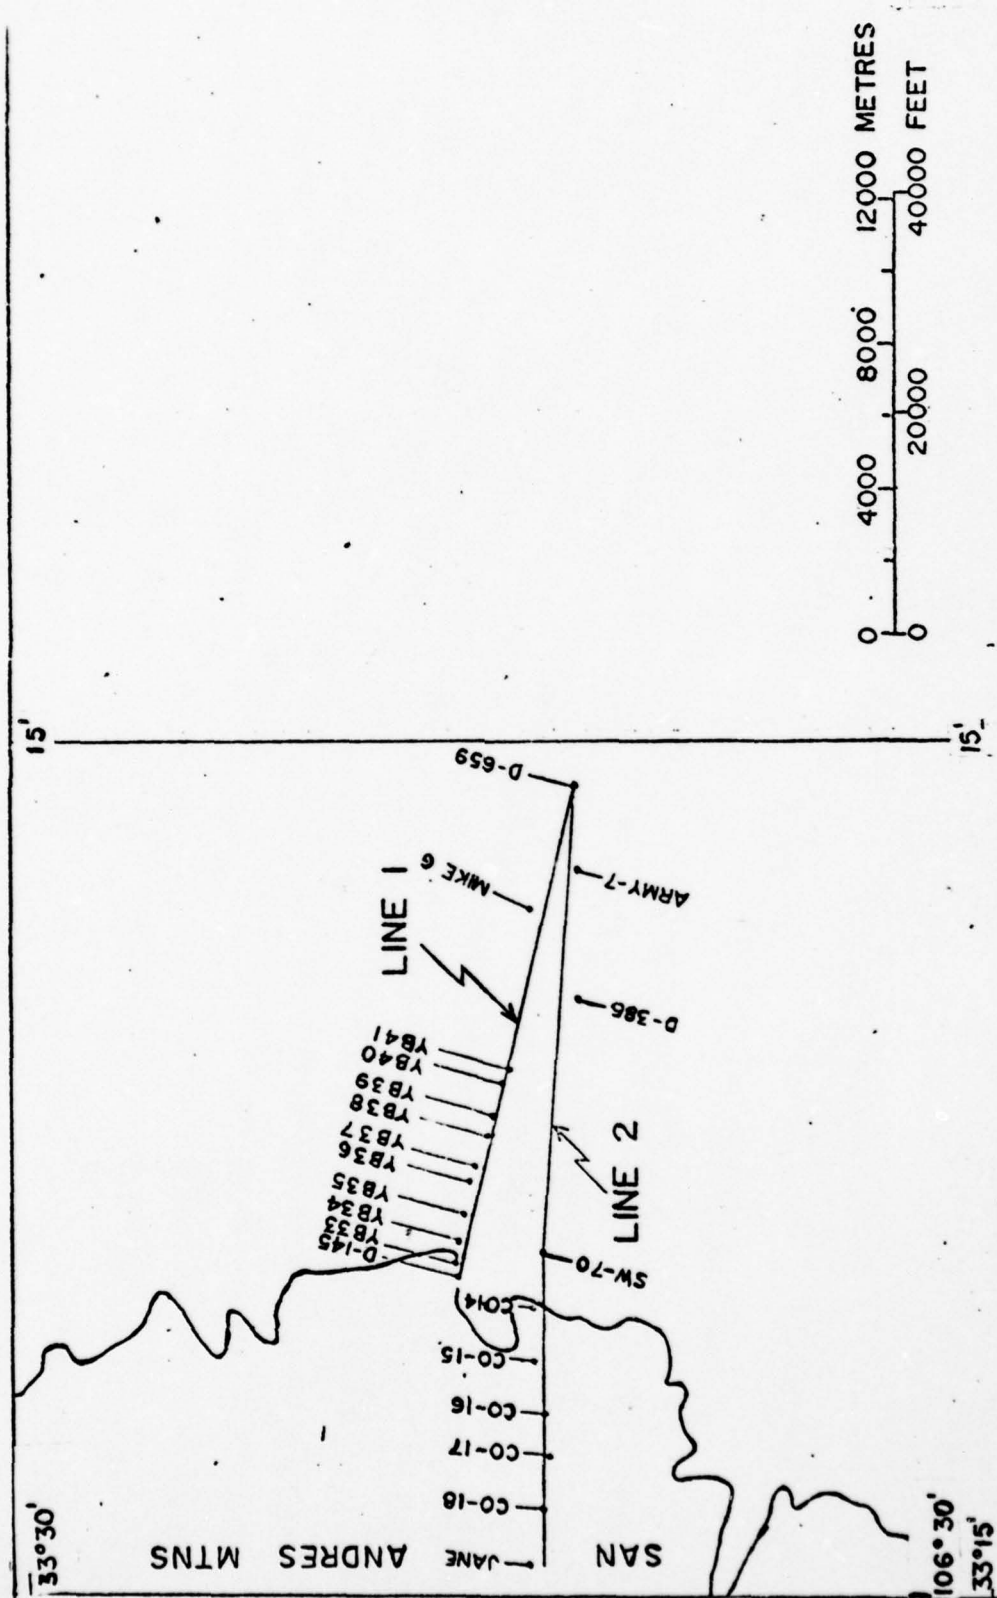 33°30'
15'
SAN ANDRES MTNS
JANE
CO-18
CO-17
CO-16
CO-15
CO14
SW-70
D-145
YB33
YB34
YB35
YB36
YB37
YB38
YB39
YB40
YB41
LINE 1
MIKE 6
D-659
ARMY-7
D-385
LINE 2
106°30'
33°15'
15'
0 4000 8000 12000 METRES
0 20000 40000 FEET